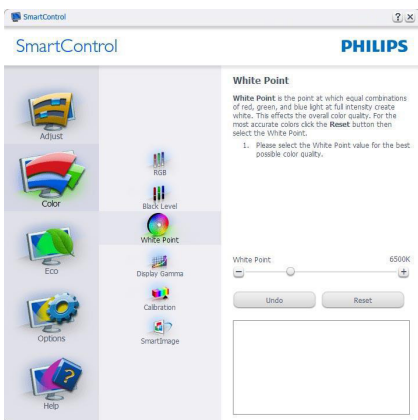 SmartControl
SmartControl
PHILIPS
Adjust
Color
Eco
Options
Help
RGB
Black Level
White Point
Display Gamma
Calibration
SmartImage
White Point
White Point is the point at which equal combinations
of red, green, and blue light at full intensity create
white. This effects the overall color quality. For the
most accurate colors click the Reset button then
select the White Point.
1. Please select the White Point value for the best
possible color quality.
White Point 6500K
Undo Reset